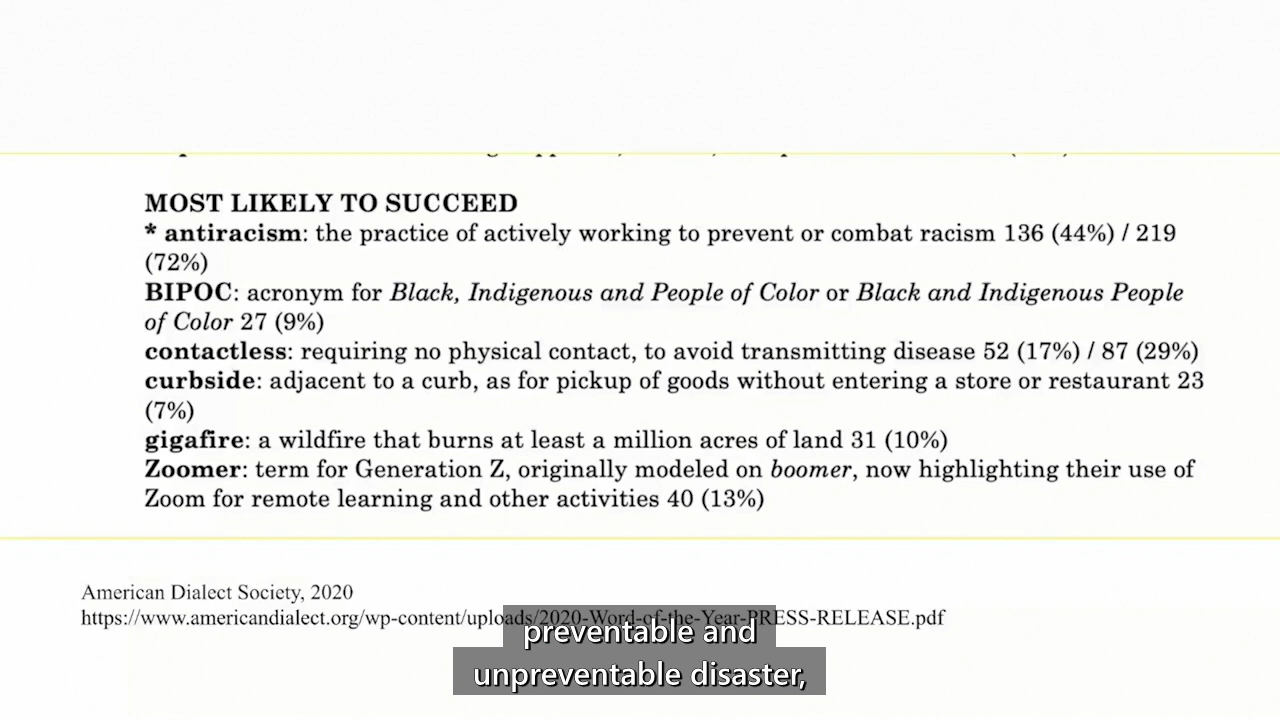 MOST LIKELY TO SUCCEED
* antiracism: the practice of actively working to prevent or combat racism 136 (44%) / 219
(72%)
BIPOC: acronym for Black, Indigenous and People of Color or Black and Indigenous People
of Color 27 (9%)
contactless: requiring no physical contact, to avoid transmitting disease 52 (17%) / 87 (29%)
curbside: adjacent to a curb, as for pickup of goods without entering a store or restaurant 23
(7%)
gigafire: a wildfire that burns at least a million acres of land 31 (10%)
Zoomer: term for Generation Z, originally modeled on boomer, now highlighting their use of
Zoom for remote learning and other activities 40 (13%)
American Dialect Society, 2020
https://www.americandialect.org/wp-content/uploads/2020-Word-of-the-Year-PRESS-RELEASE.pdf
preventable and
unpreventable disaster,